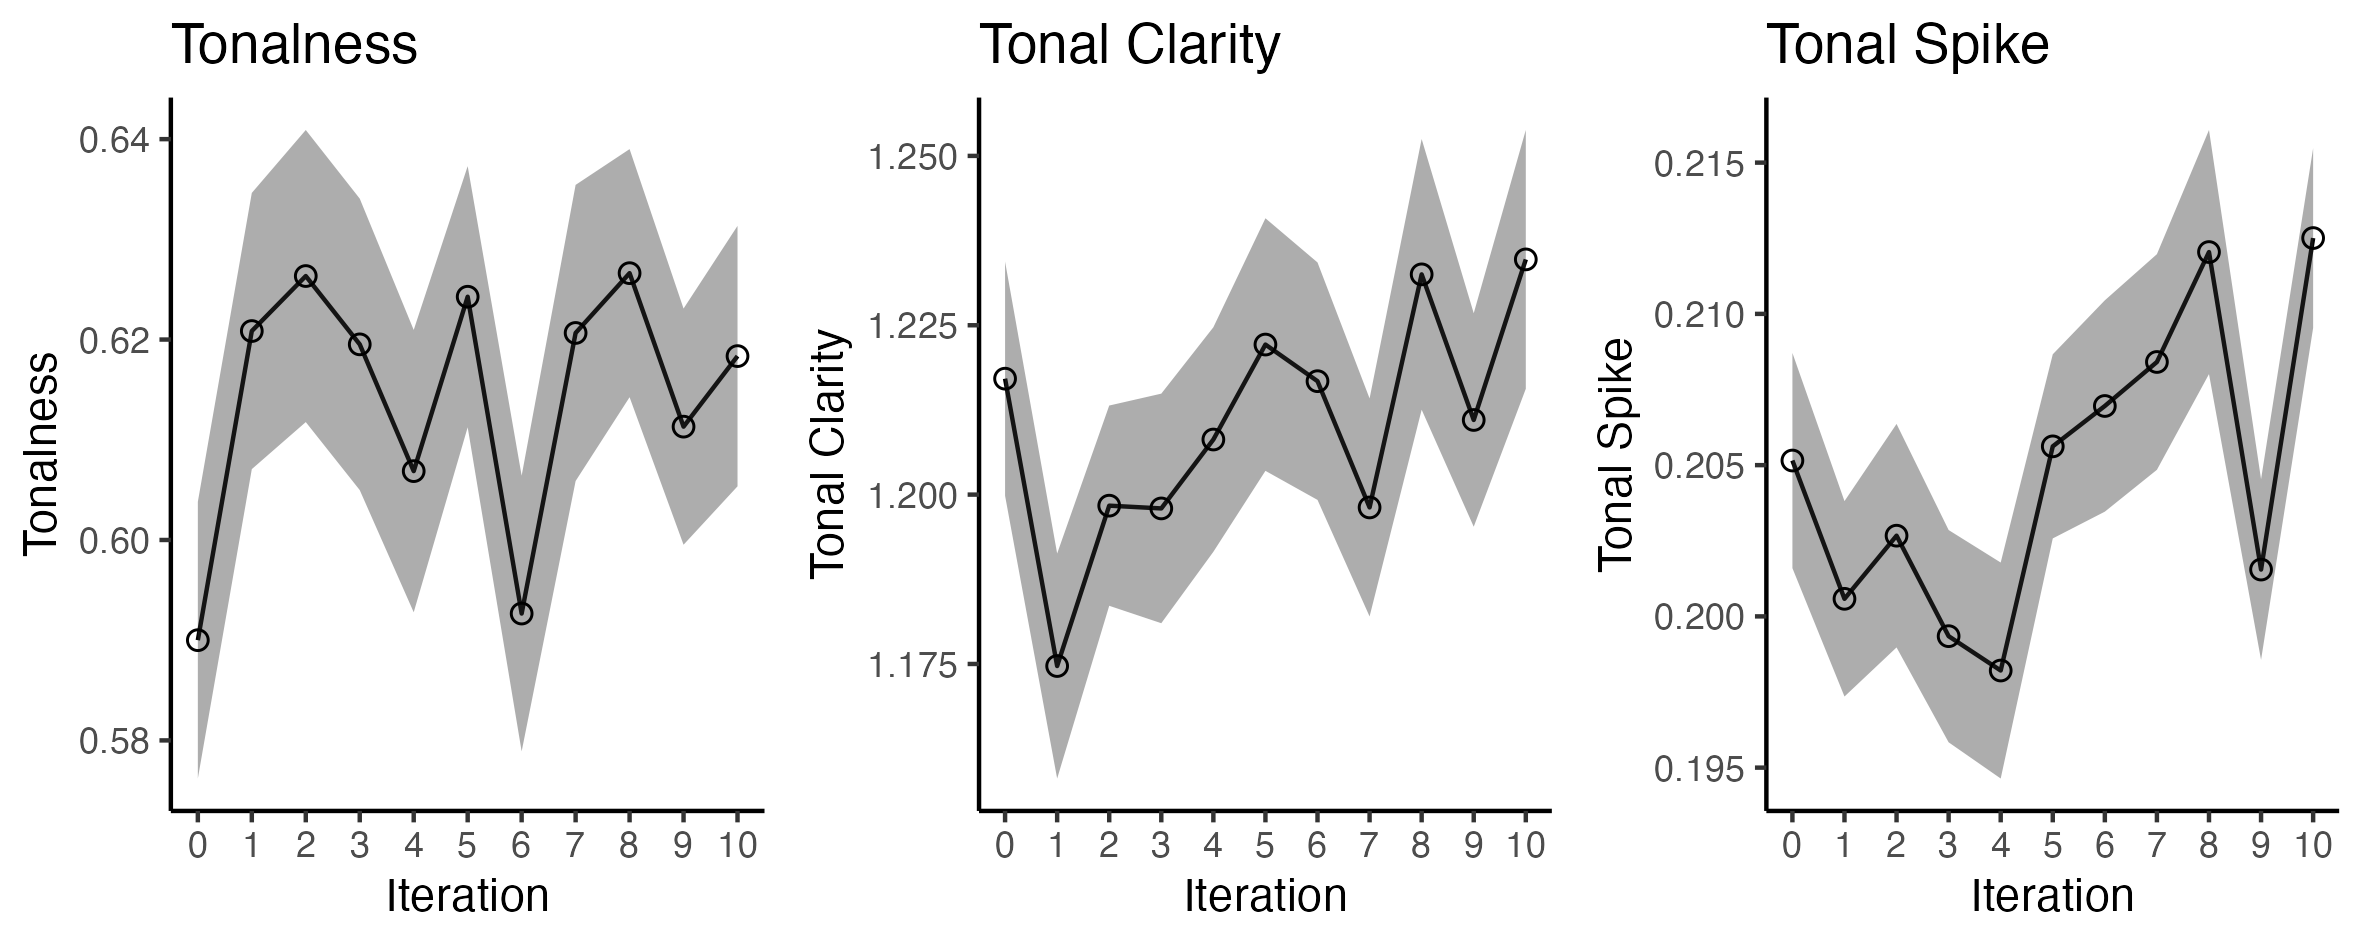 Tonalness
Tonal Clarity
Tonal Spike
Tonalness
0.64
0.62
0.60
0.58
0 1 2 3 4 5 6 7 8 9 10
Iteration
Tonal Clarity
1.250
1.225
1.200
1.175
0 1 2 3 4 5 6 7 8 9 10
Iteration
Tonal Spike
0.215
0.210
0.205
0.200
0.195
0 1 2 3 4 5 6 7 8 9 10
Iteration